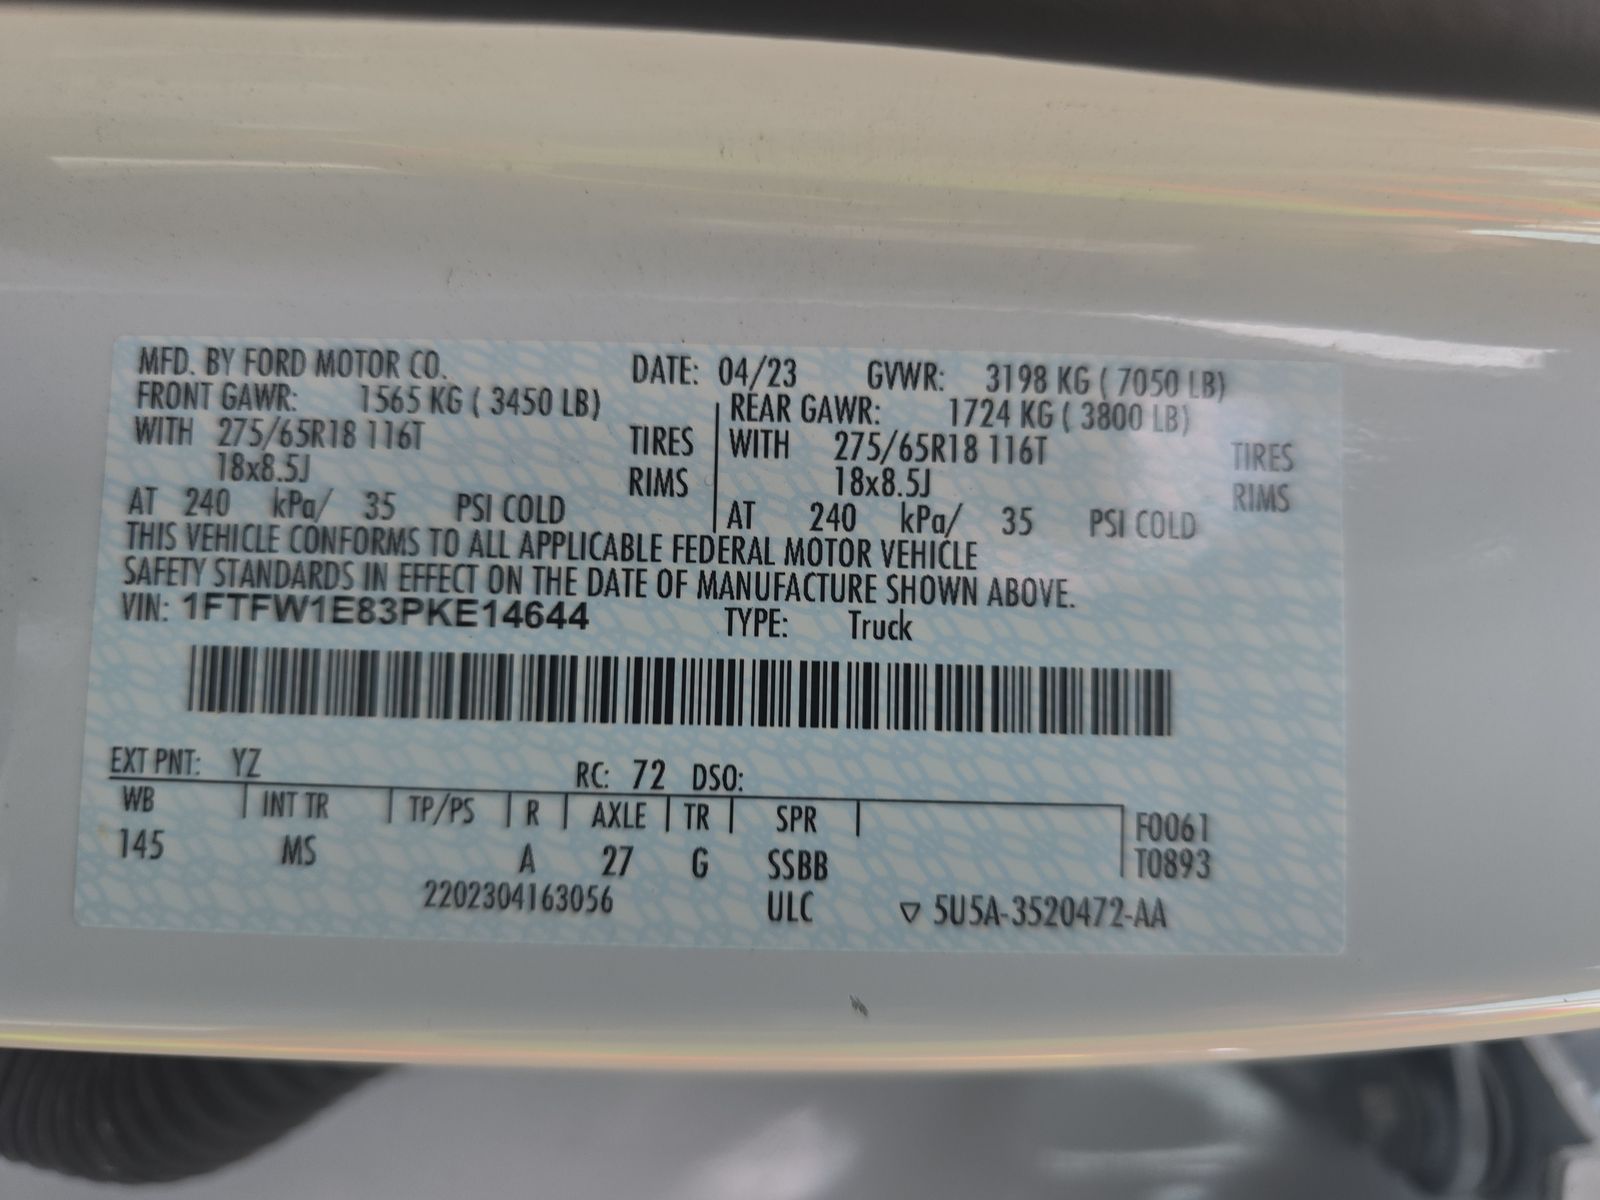 MFD. BY FORD MOTOR CO. DATE: 04/23 GVWR: 3198 KG ( 7050 LB)
FRONT GAWR: 1565 KG ( 3450 LB) REAR GAWR: 1724 KG ( 3800 LB)
WITH 275/65R18 116T TIRES WITH 275/65R18 116T TIRES
18x8.5J RIMS 18x8.5J RIMS
AT 240 kPa/ 35 PSI COLD AT 240 kPa/ 35 PSI COLD
THIS VEHICLE CONFORMS TO ALL APPLICABLE FEDERAL MOTOR VEHICLE
SAFETY STANDARDS IN EFFECT ON THE DATE OF MANUFACTURE SHOWN ABOVE.
VIN: 1FTFW1E83PKE14644 TYPE: Truck
EXT PNT: YZ RC: 72 DSO:
WB INT TR TP/PS R AXLE TR SPR F0061
145 MS A 27 G SSBB T0893
2202304163056 ULC ▽ 5U5A-3520472-AA